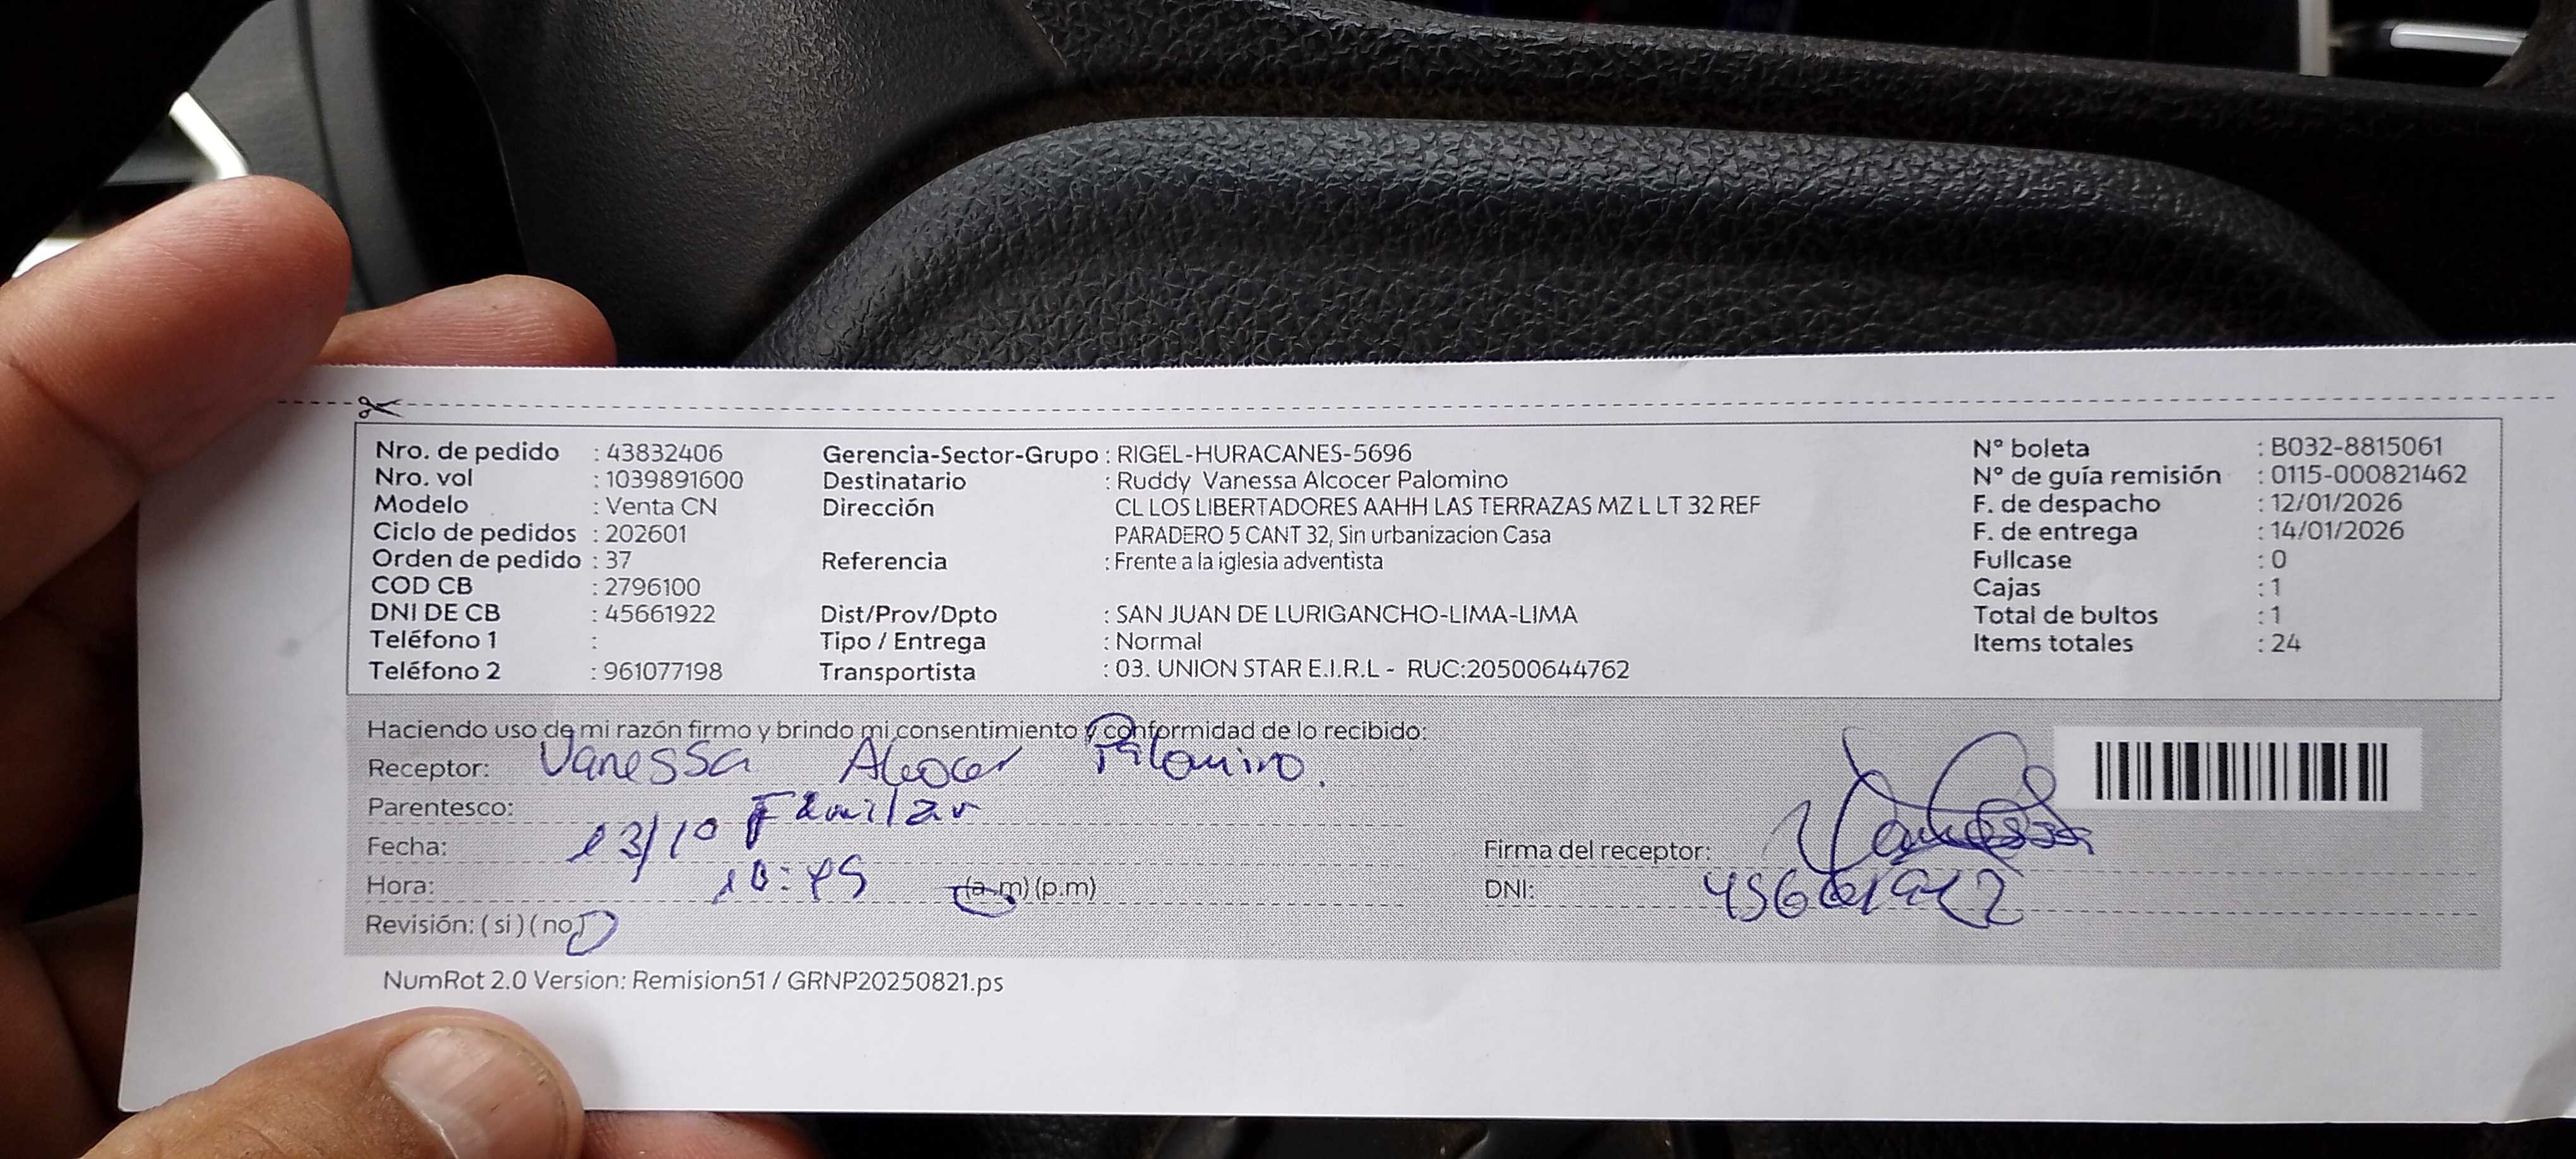 Nro. de pedido : 43832406 Gerencia-Sector-Grupo : RIGEL-HURACANES-5696 N° boleta : B032-8815061
Nro. vol : 1039891600 Destinatario : Ruddy Vanessa Alcocer Palomino N° de guía remisión : 0115-000821462
Modelo : Venta CN Dirección : CL LOS LIBERTADORES AAHH LAS TERRAZAS MZ L LT 32 REF F. de despacho : 12/01/2026
Ciclo de pedidos : 202601 PARADERO 5 CANT 32, Sin urbanizacion Casa F. de entrega : 14/01/2026
Orden de pedido : 37 Referencia : Frente a la iglesia adventista Fullcase : 0
COD CB : 2796100 Cajas : 1
DNI DE CB : 45661922 Dist/Prov/Dpto : SAN JUAN DE LURIGANCHO-LIMA-LIMA Total de bultos : 1
Teléfono 1 : Tipo / Entrega : Normal Items totales : 24
Teléfono 2 : 961077198 Transportista : 03. UNION STAR E.I.R.L - RUC:20500644762
Haciendo uso de mi razón firmo y brindo mi consentimiento y conformidad de lo recibido:
Receptor: Vanessa Alcocer Palomino.
Parentesco: Familar
Fecha: 13/10 Firma del receptor:
Hora: 10:45 (a.m) (p.m) DNI: 45661922
Revisión: ( si ) ( no )
NumRot 2.0 Version: Remision51 / GRNP20250821.ps